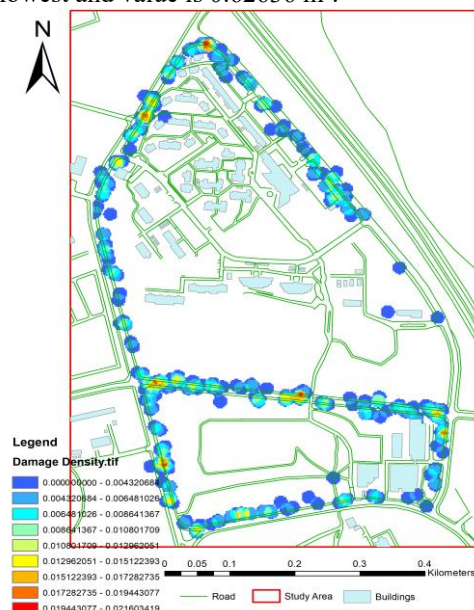 lowest and value is 0.02636 m
N
Legend
Damage Density.tif
0.000000000 - 0.004320684
0.004320684 - 0.006481026
0.006481026 - 0.008641367
0.008641367 - 0.010801709
0.010801709 - 0.012962051
0.012962051 - 0.015122393
0.015122393 - 0.017282735
0.017282735 - 0.019443077
0.019443077 - 0.021603419
0 0.05 0.1 0.2 0.3 0.4
Kilometers
Road Study Area Buildings